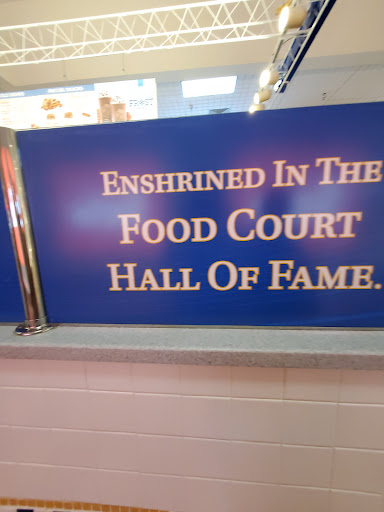 ENSHRINED IN THE
FOOD COURT
HALL OF FAME.